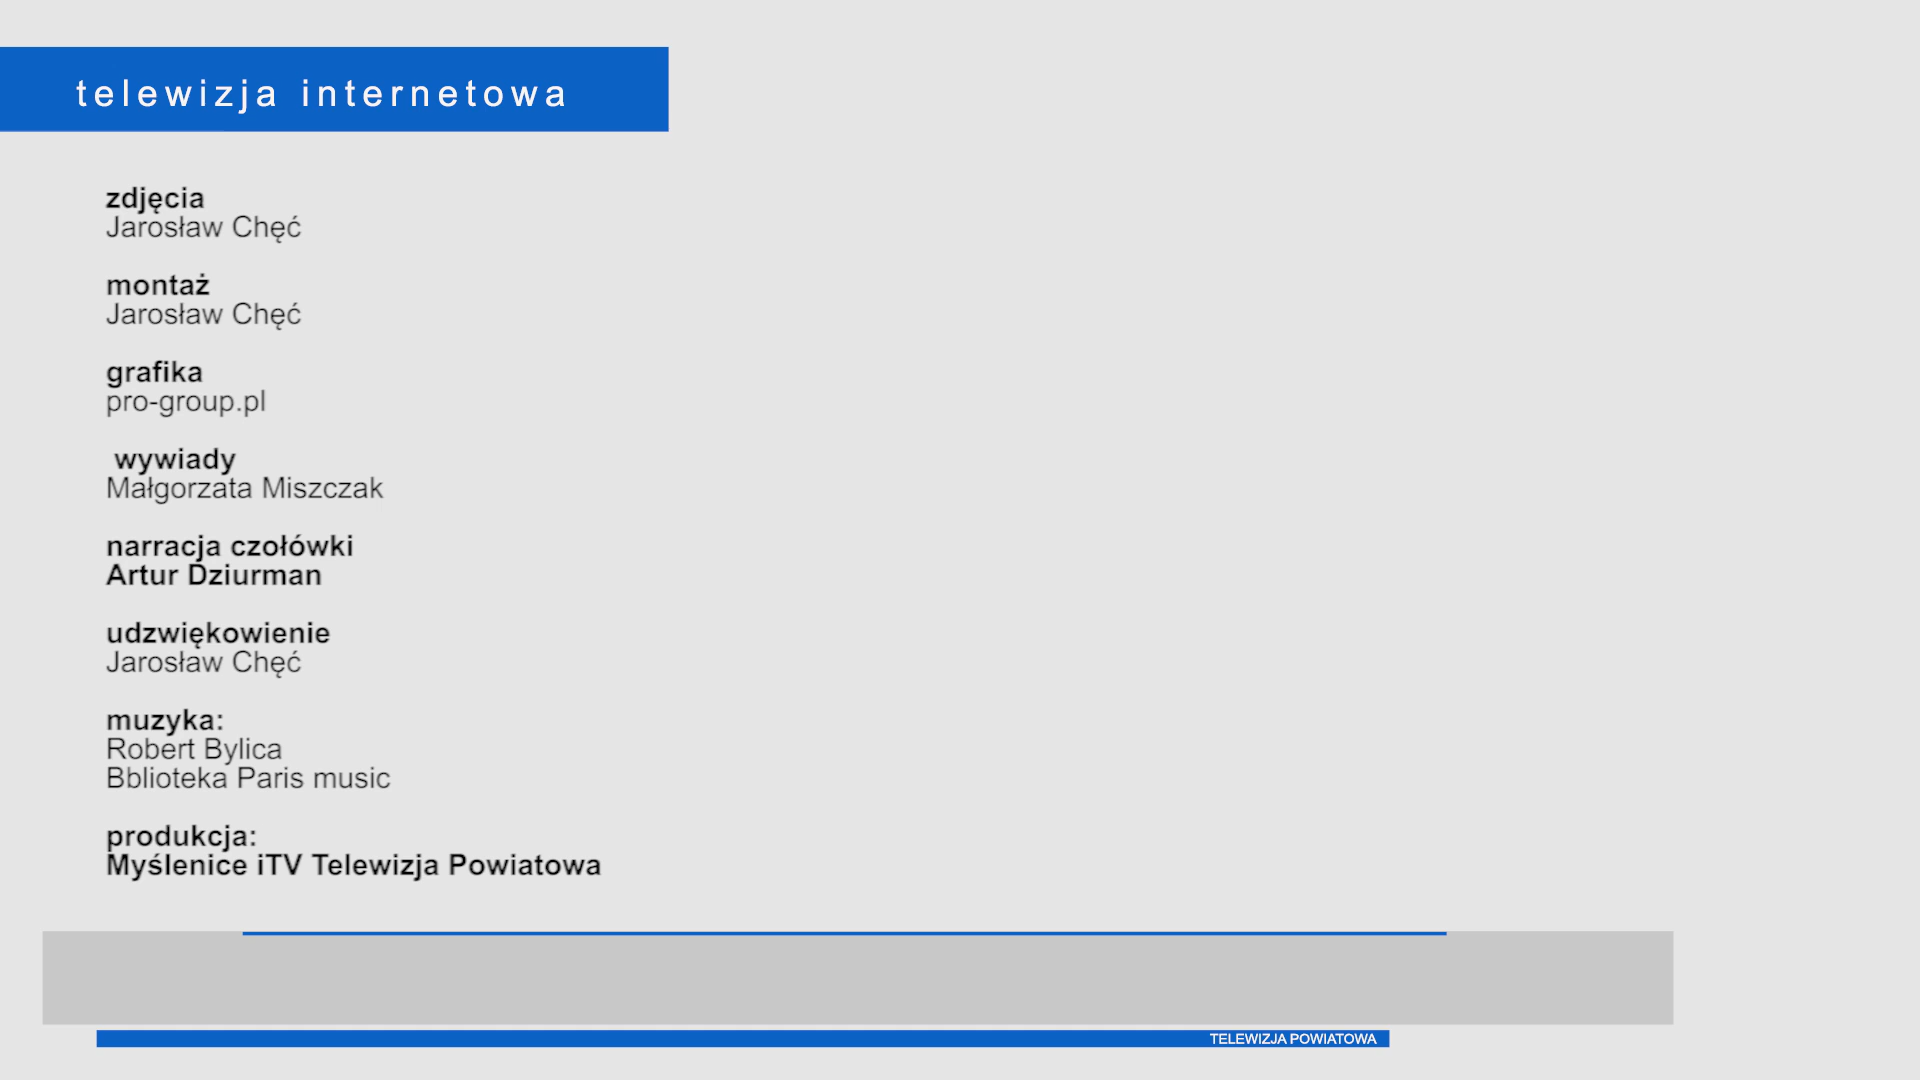 telewizja internetowa
zdjęcia
Jarosław Chęć
montaż
Jarosław Chęć
grafika
pro-group.pl
wywiady
Małgorzata Miszczak
narracja czołówki
Artur Dziurman
udzwiękowienie
Jarosław Chęć
muzyka:
Robert Bylica
Bblioteka Paris music
produkcja:
Myślenice iTV Telewizja Powiatowa
TELEWIZJA POWIATOWA